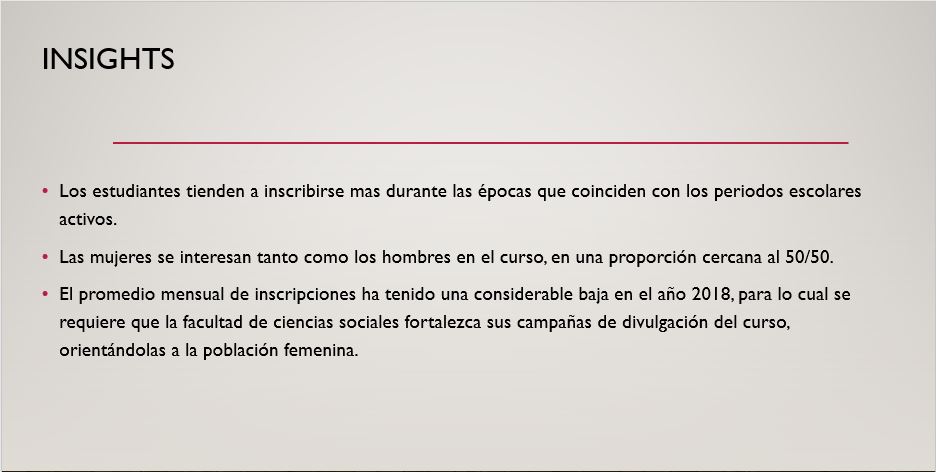 INSIGHTS
• Los estudiantes tienden a inscribirse mas durante las épocas que coinciden con los periodos escolares
activos.
• Las mujeres se interesan tanto como los hombres en el curso, en una proporción cercana al 50/50.
• El promedio mensual de inscripciones ha tenido una considerable baja en el año 2018, para lo cual se
requiere que la facultad de ciencias sociales fortalezca sus campañas de divulgación del curso,
orientándolas a la población femenina.